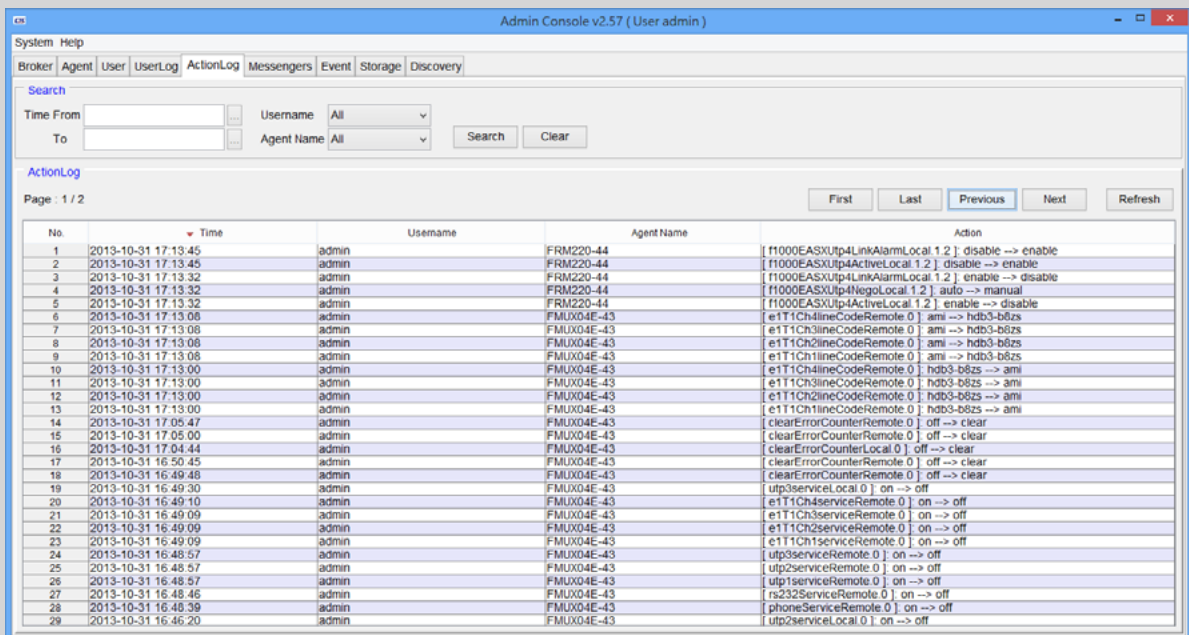 CTC Admin Console v2.57 ( User admin )
System Help
Broker Agent User UserLog ActionLog Messengers Event Storage Discovery
Search
Time From ... Username All
To ... Agent Name All Search Clear
ActionLog
Page : 1 / 2 First Last Previous Next Refresh
No. Time Username Agent Name Action
1 2013-10-31 17:13:45 admin FRM220-44 [ f1000EASXUtp4LinkAlarmLocal.1.2 ]: disable --> enable
2 2013-10-31 17:13:45 admin FRM220-44 [ f1000EASXUtp4ActiveLocal.1.2 ]: disable --> enable
3 2013-10-31 17:13:32 admin FRM220-44 [ f1000EASXUtp4LinkAlarmLocal.1.2 ]: enable --> disable
4 2013-10-31 17:13:32 admin FRM220-44 [ f1000EASXUtp4NegoLocal.1.2 ]: auto --> manual
5 2013-10-31 17:13:32 admin FRM220-44 [ f1000EASXUtp4ActiveLocal.1.2 ]: enable --> disable
6 2013-10-31 17:13:08 admin FMUX04E-43 [ e1T1Ch4lineCodeRemote.0 ]: ami --> hdb3-b8zs
7 2013-10-31 17:13:08 admin FMUX04E-43 [ e1T1Ch3lineCodeRemote.0 ]: ami --> hdb3-b8zs
8 2013-10-31 17:13:08 admin FMUX04E-43 [ e1T1Ch2lineCodeRemote.0 ]: ami --> hdb3-b8zs
9 2013-10-31 17:13:08 admin FMUX04E-43 [ e1T1Ch1lineCodeRemote.0 ]: ami --> hdb3-b8zs
10 2013-10-31 17:13:00 admin FMUX04E-43 [ e1T1Ch4lineCodeRemote.0 ]: hdb3-b8zs --> ami
11 2013-10-31 17:13:00 admin FMUX04E-43 [ e1T1Ch3lineCodeRemote.0 ]: hdb3-b8zs --> ami
12 2013-10-31 17:13:00 admin FMUX04E-43 [ e1T1Ch2lineCodeRemote.0 ]: hdb3-b8zs --> ami
13 2013-10-31 17:13:00 admin FMUX04E-43 [ e1T1Ch1lineCodeRemote.0 ]: hdb3-b8zs --> ami
14 2013-10-31 17:05:47 admin FMUX04E-43 [ clearErrorCounterRemote.0 ]: off --> clear
15 2013-10-31 17:05:00 admin FMUX04E-43 [ clearErrorCounterRemote.0 ]: off --> clear
16 2013-10-31 17:04:44 admin FMUX04E-43 [ clearErrorCounterLocal.0 ]: off --> clear
17 2013-10-31 16:50:45 admin FMUX04E-43 [ clearErrorCounterRemote.0 ]: off --> clear
18 2013-10-31 16:49:48 admin FMUX04E-43 [ clearErrorCounterRemote.0 ]: off --> clear
19 2013-10-31 16:49:30 admin FMUX04E-43 [ utp3serviceLocal.0 ]: on --> off
20 2013-10-31 16:49:10 admin FMUX04E-43 [ e1T1Ch4serviceRemote.0 ]: on --> off
21 2013-10-31 16:49:09 admin FMUX04E-43 [ e1T1Ch3serviceRemote.0 ]: on --> off
22 2013-10-31 16:49:09 admin FMUX04E-43 [ e1T1Ch2serviceRemote.0 ]: on --> off
23 2013-10-31 16:49:09 admin FMUX04E-43 [ e1T1Ch1serviceRemote.0 ]: on --> off
24 2013-10-31 16:48:57 admin FMUX04E-43 [ utp3serviceRemote.0 ]: on --> off
25 2013-10-31 16:48:57 admin FMUX04E-43 [ utp2serviceRemote.0 ]: on --> off
26 2013-10-31 16:48:57 admin FMUX04E-43 [ utp1serviceRemote.0 ]: on --> off
27 2013-10-31 16:48:46 admin FMUX04E-43 [ rs232ServiceRemote.0 ]: on --> off
28 2013-10-31 16:48:39 admin FMUX04E-43 [ phoneServiceRemote.0 ]: on --> off
29 2013-10-31 16:46:20 admin FMUX04E-43 [ utp2serviceLocal.0 ]: on --> off